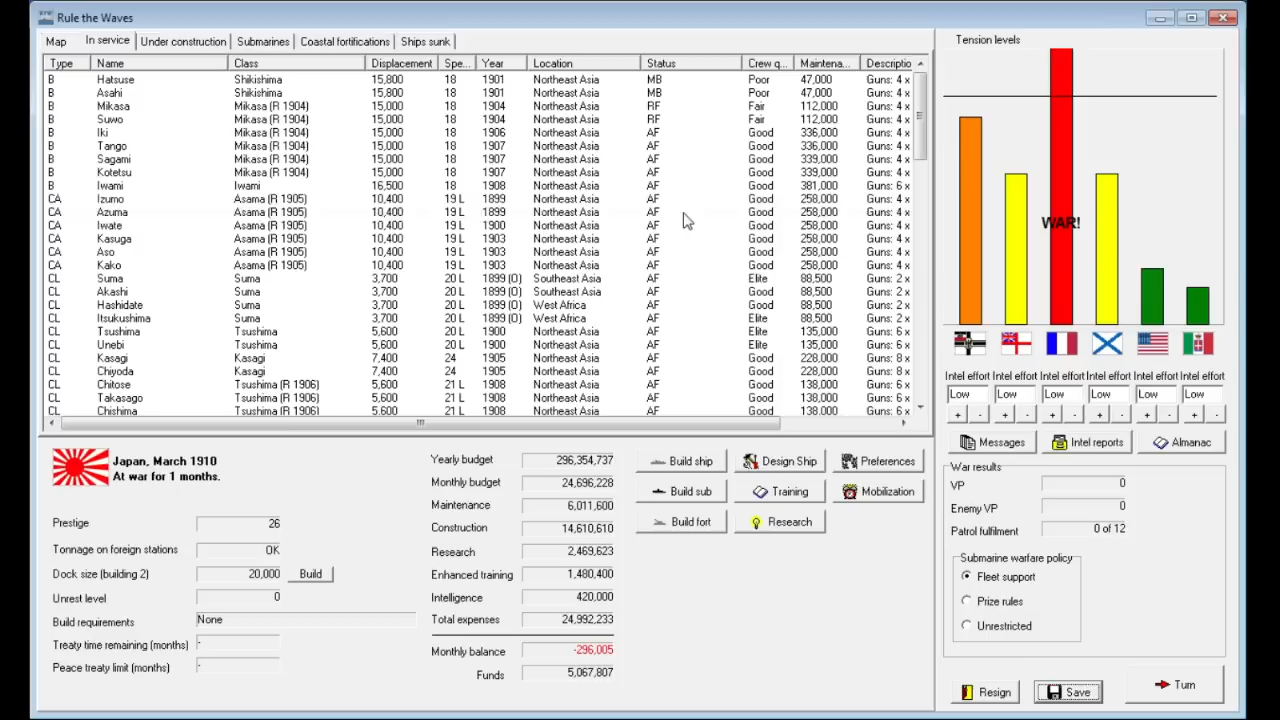 Rule the Waves
Map In service Under construction Submarines Coastal fortifications Ships sunk
Type Name Class Displacement Spe... Year Location Status Crew q... Maintena... Descriptio
B Hatsuse Shikishima 15,800 18 1901 Northeast Asia MB Poor 47,000 Guns: 4 x
B Asahi Shikishima 15,800 18 1901 Northeast Asia MB Poor 47,000 Guns: 4 x
B Mikasa Mikasa (R 1904) 15,000 18 1904 Northeast Asia RF Fair 112,000 Guns: 4 x
B Suwo Mikasa (R 1904) 15,000 18 1904 Northeast Asia RF Fair 112,000 Guns: 4 x
B Iki Mikasa (R 1904) 15,000 18 1906 Northeast Asia AF Good 336,000 Guns: 4 x
B Tango Mikasa (R 1904) 15,000 18 1907 Northeast Asia AF Good 336,000 Guns: 4 x
B Sagami Mikasa (R 1904) 15,000 18 1907 Northeast Asia AF Good 339,000 Guns: 4 x
B Kotetsu Mikasa (R 1904) 15,000 18 1907 Northeast Asia AF Good 339,000 Guns: 4 x
B Iwami Iwami 16,500 18 1908 Northeast Asia AF Good 381,000 Guns: 6 x
CA Izumo Asama (R 1905) 10,400 19 L 1899 Northeast Asia AF Good 258,000 Guns: 4 x
CA Azuma Asama (R 1905) 10,400 19 L 1899 Northeast Asia AF Good 258,000 Guns: 4 x
CA Iwate Asama (R 1905) 10,400 19 L 1900 Northeast Asia AF Good 258,000 Guns: 4 x
CA Kasuga Asama (R 1905) 10,400 19 L 1903 Northeast Asia AF Good 258,000 Guns: 4 x
CA Aso Asama (R 1905) 10,400 19 L 1903 Northeast Asia AF Good 258,000 Guns: 4 x
CA Kako Asama (R 1905) 10,400 19 L 1903 Northeast Asia AF Good 258,000 Guns: 4 x
CL Suma Suma 3,700 20 L 1899 (O) Southeast Asia AF Elite 88,500 Guns: 2 x
CL Akashi Suma 3,700 20 L 1899 (O) Southeast Asia AF Good 88,500 Guns: 2 x
CL Hashidate Suma 3,700 20 L 1899 (O) West Africa AF Good 88,500 Guns: 2 x
CL Itsukushima Suma 3,700 20 L 1899 (O) West Africa AF Elite 88,500 Guns: 2 x
CL Tsushima Tsushima 5,600 20 L 1900 Northeast Asia AF Elite 135,000 Guns: 6 x
CL Unebi Tsushima 5,600 20 L 1900 Northeast Asia AF Elite 135,000 Guns: 6 x
CL Kasagi Kasagi 7,400 24 1905 Northeast Asia AF Good 228,000 Guns: 8 x
CL Chiyoda Kasagi 7,400 24 1905 Northeast Asia AF Good 228,000 Guns: 8 x
CL Chitose Tsushima (R 1906) 5,600 21 L 1908 Northeast Asia AF Good 138,000 Guns: 6 x
CL Takasago Tsushima (R 1906) 5,600 21 L 1908 Northeast Asia AF Good 138,000 Guns: 6 x
CL Chishima Tsushima (R 1906) 5,600 21 L 1908 Northeast Asia AF Good 138,000 Guns: 6 x
Tension levels
WAR!
Intel effort Intel effort Intel effort Intel effort Intel effort Intel effort
Low Low Low Low Low Low
+ - + - + - + - + - + -
Messages Intel reports Almanac
Japan, March 1910
At war for 1 months.
Prestige 26
Tonnage on foreign stations OK
Dock size (building 2) 20,000 Build
Unrest level 0
Build requirements None
Treaty time remaining (months) -
Peace treaty limit (months) -
Yearly budget 296,354,737
Monthly budget 24,696,228
Maintenance 6,011,600
Construction 14,610,610
Research 2,469,623
Enhanced training 1,480,400
Intelligence 420,000
Total expenses 24,992,233
Monthly balance -296,005
Funds 5,067,807
Build ship Design Ship Preferences
Build sub Training Mobilization
Build fort Research
War results
VP 0
Enemy VP 0
Patrol fulfilment 0 of 12
Submarine warfare policy
Fleet support
Prize rules
Unrestricted
Resign Save Turn